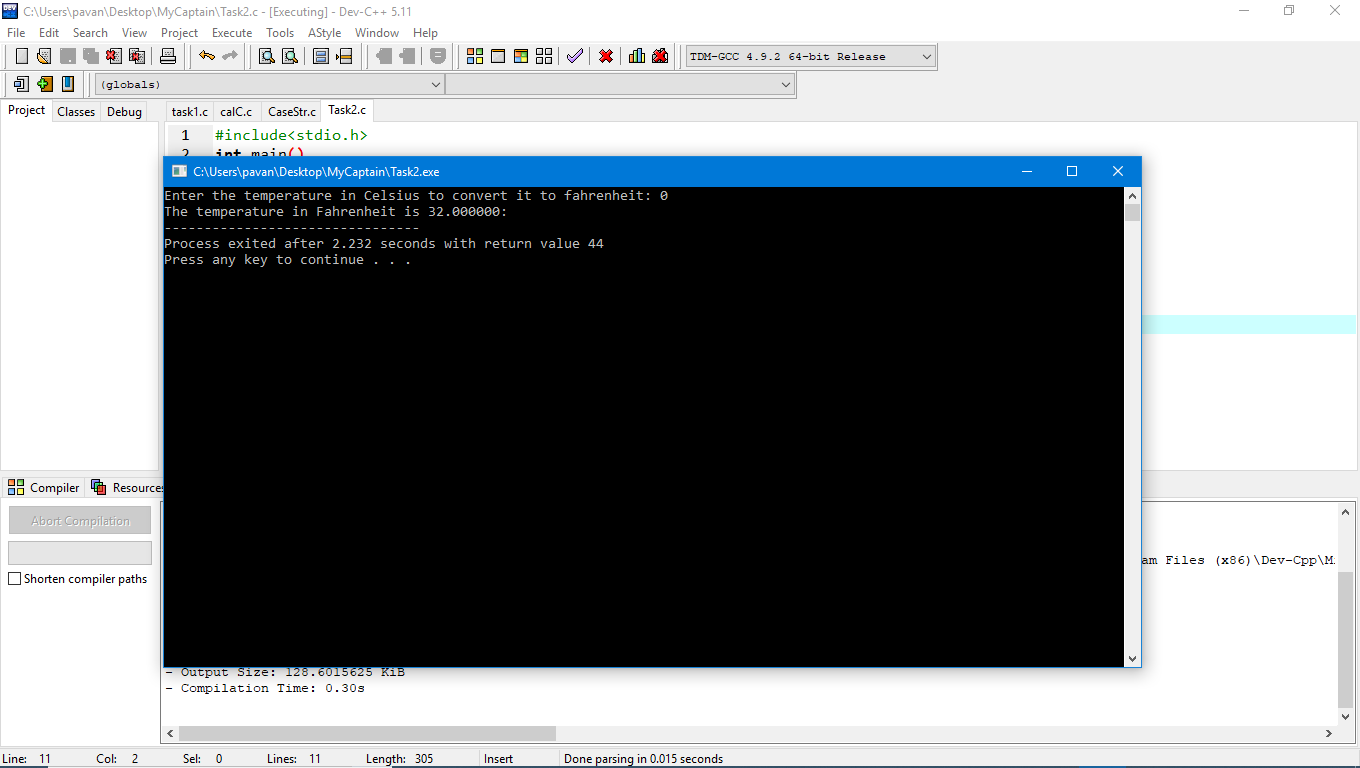 C:\Users\pavan\Desktop\MyCaptain\Task2.c - [Executing] - Dev-C++ 5.11
File Edit Search View Project Execute Tools AStyle Window Help
TDM-GCC 4.9.2 64-bit Release
(globals)
Project Classes Debug task1.c calC.c CaseStr.c Task2.c
1 #include<stdio.h>
2 int main()
C:\Users\pavan\Desktop\MyCaptain\Task2.exe
Enter the temperature in Celsius to convert it to fahrenheit: 0
The temperature in Fahrenheit is 32.000000:
--------------------------------
Process exited after 2.232 seconds with return value 44
Press any key to continue . . .
Compiler Resources
Abort Compilation
am Files (x86)\Dev-Cpp\M
Shorten compiler paths
- Output Size: 128.6015625 KiB
- Compilation Time: 0.30s
Line: 11 Col: 2 Sel: 0 Lines: 11 Length: 305 Insert Done parsing in 0.015 seconds